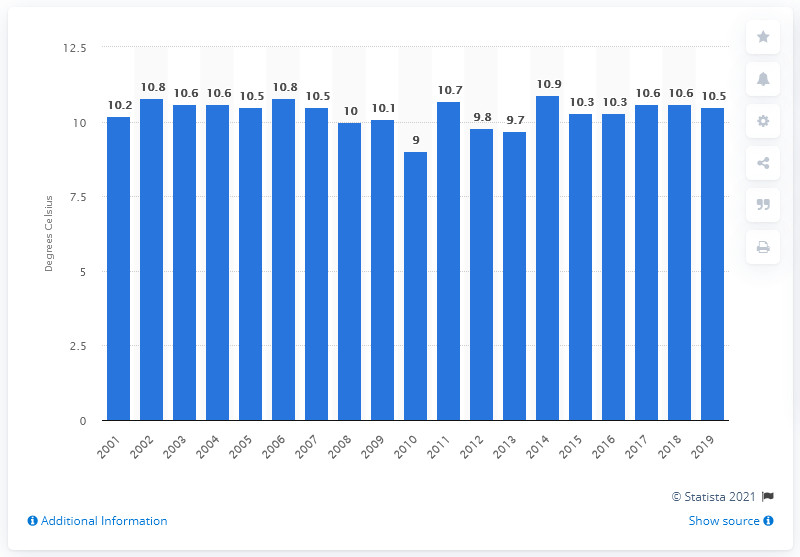 12.5
10
7.5
5
2.5
0
Degrees Celsius
10.2 10.8 10.6 10.6 10.5 10.8 10.5 10 10.1 9 10.7 9.8 9.7 10.9 10.3 10.3 10.6 10.6 10.5
2001 2002 2003 2004 2005 2006 2007 2008 2009 2010 2011 2012 2013 2014 2015 2016 2017 2018 2019
© Statista 2021
Additional Information
Show source